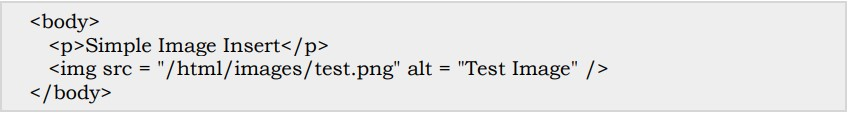 <body>
<p>Simple Image Insert</p>
<img src = "/html/images/test.png" alt = "Test Image" />
</body>